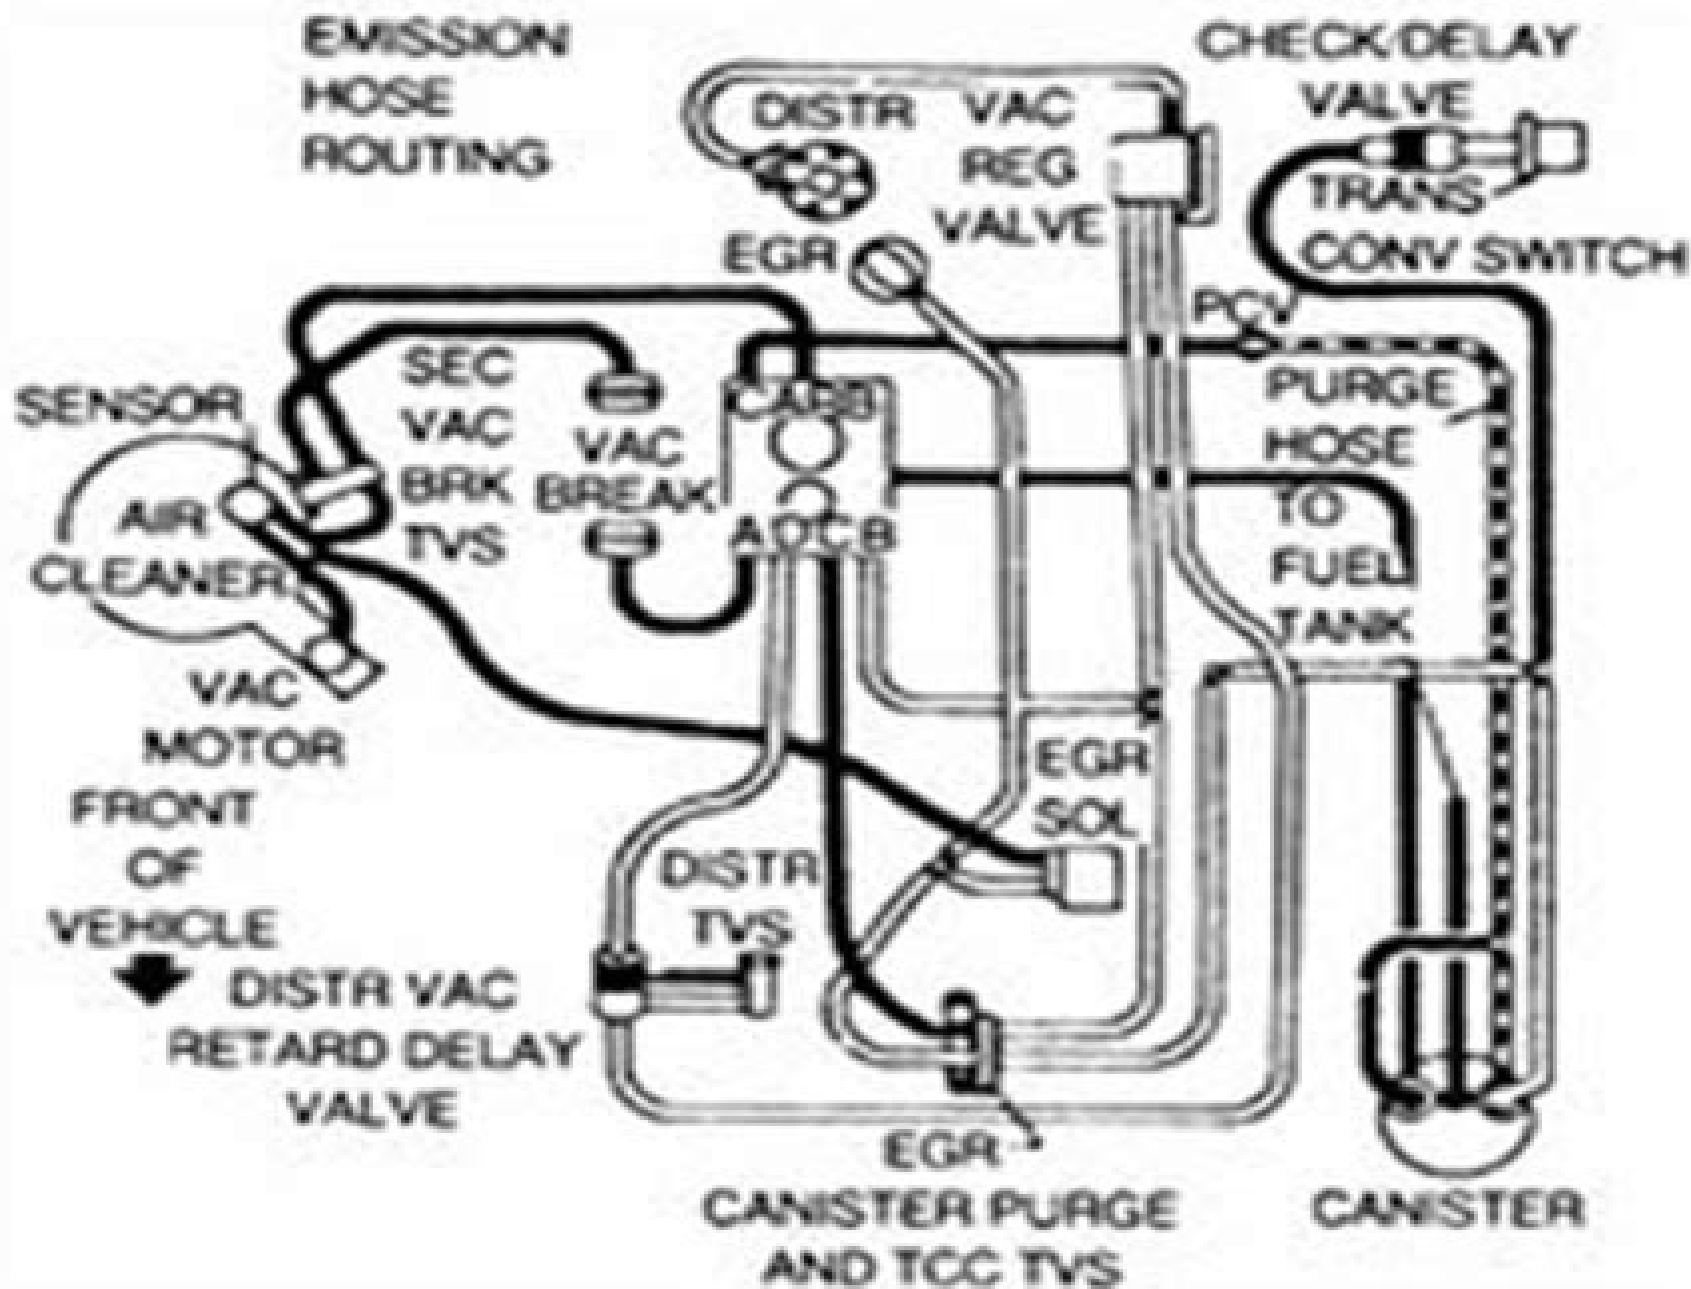 EMISSION
HOSE
ROUTING
CHECK/DELAY
VALVE
DISTR
VAC
REG
VALVE
TRANS
CONV SWITCH
EGR
PCV
SENSOR
SEC
VAC
BRK
TVS
VAC
BREAK
CARB
ADCB
PURGE
HOSE
TO
FUEL
TANK
AIR
CLEANER
VAC
MOTOR
FRONT
OF
VEHICLE
EGR
SOL
DISTR
TVS
DISTR VAC
RETARD DELAY
VALVE
EGR
CANISTER PURGE
AND TCC TVS
CANISTER